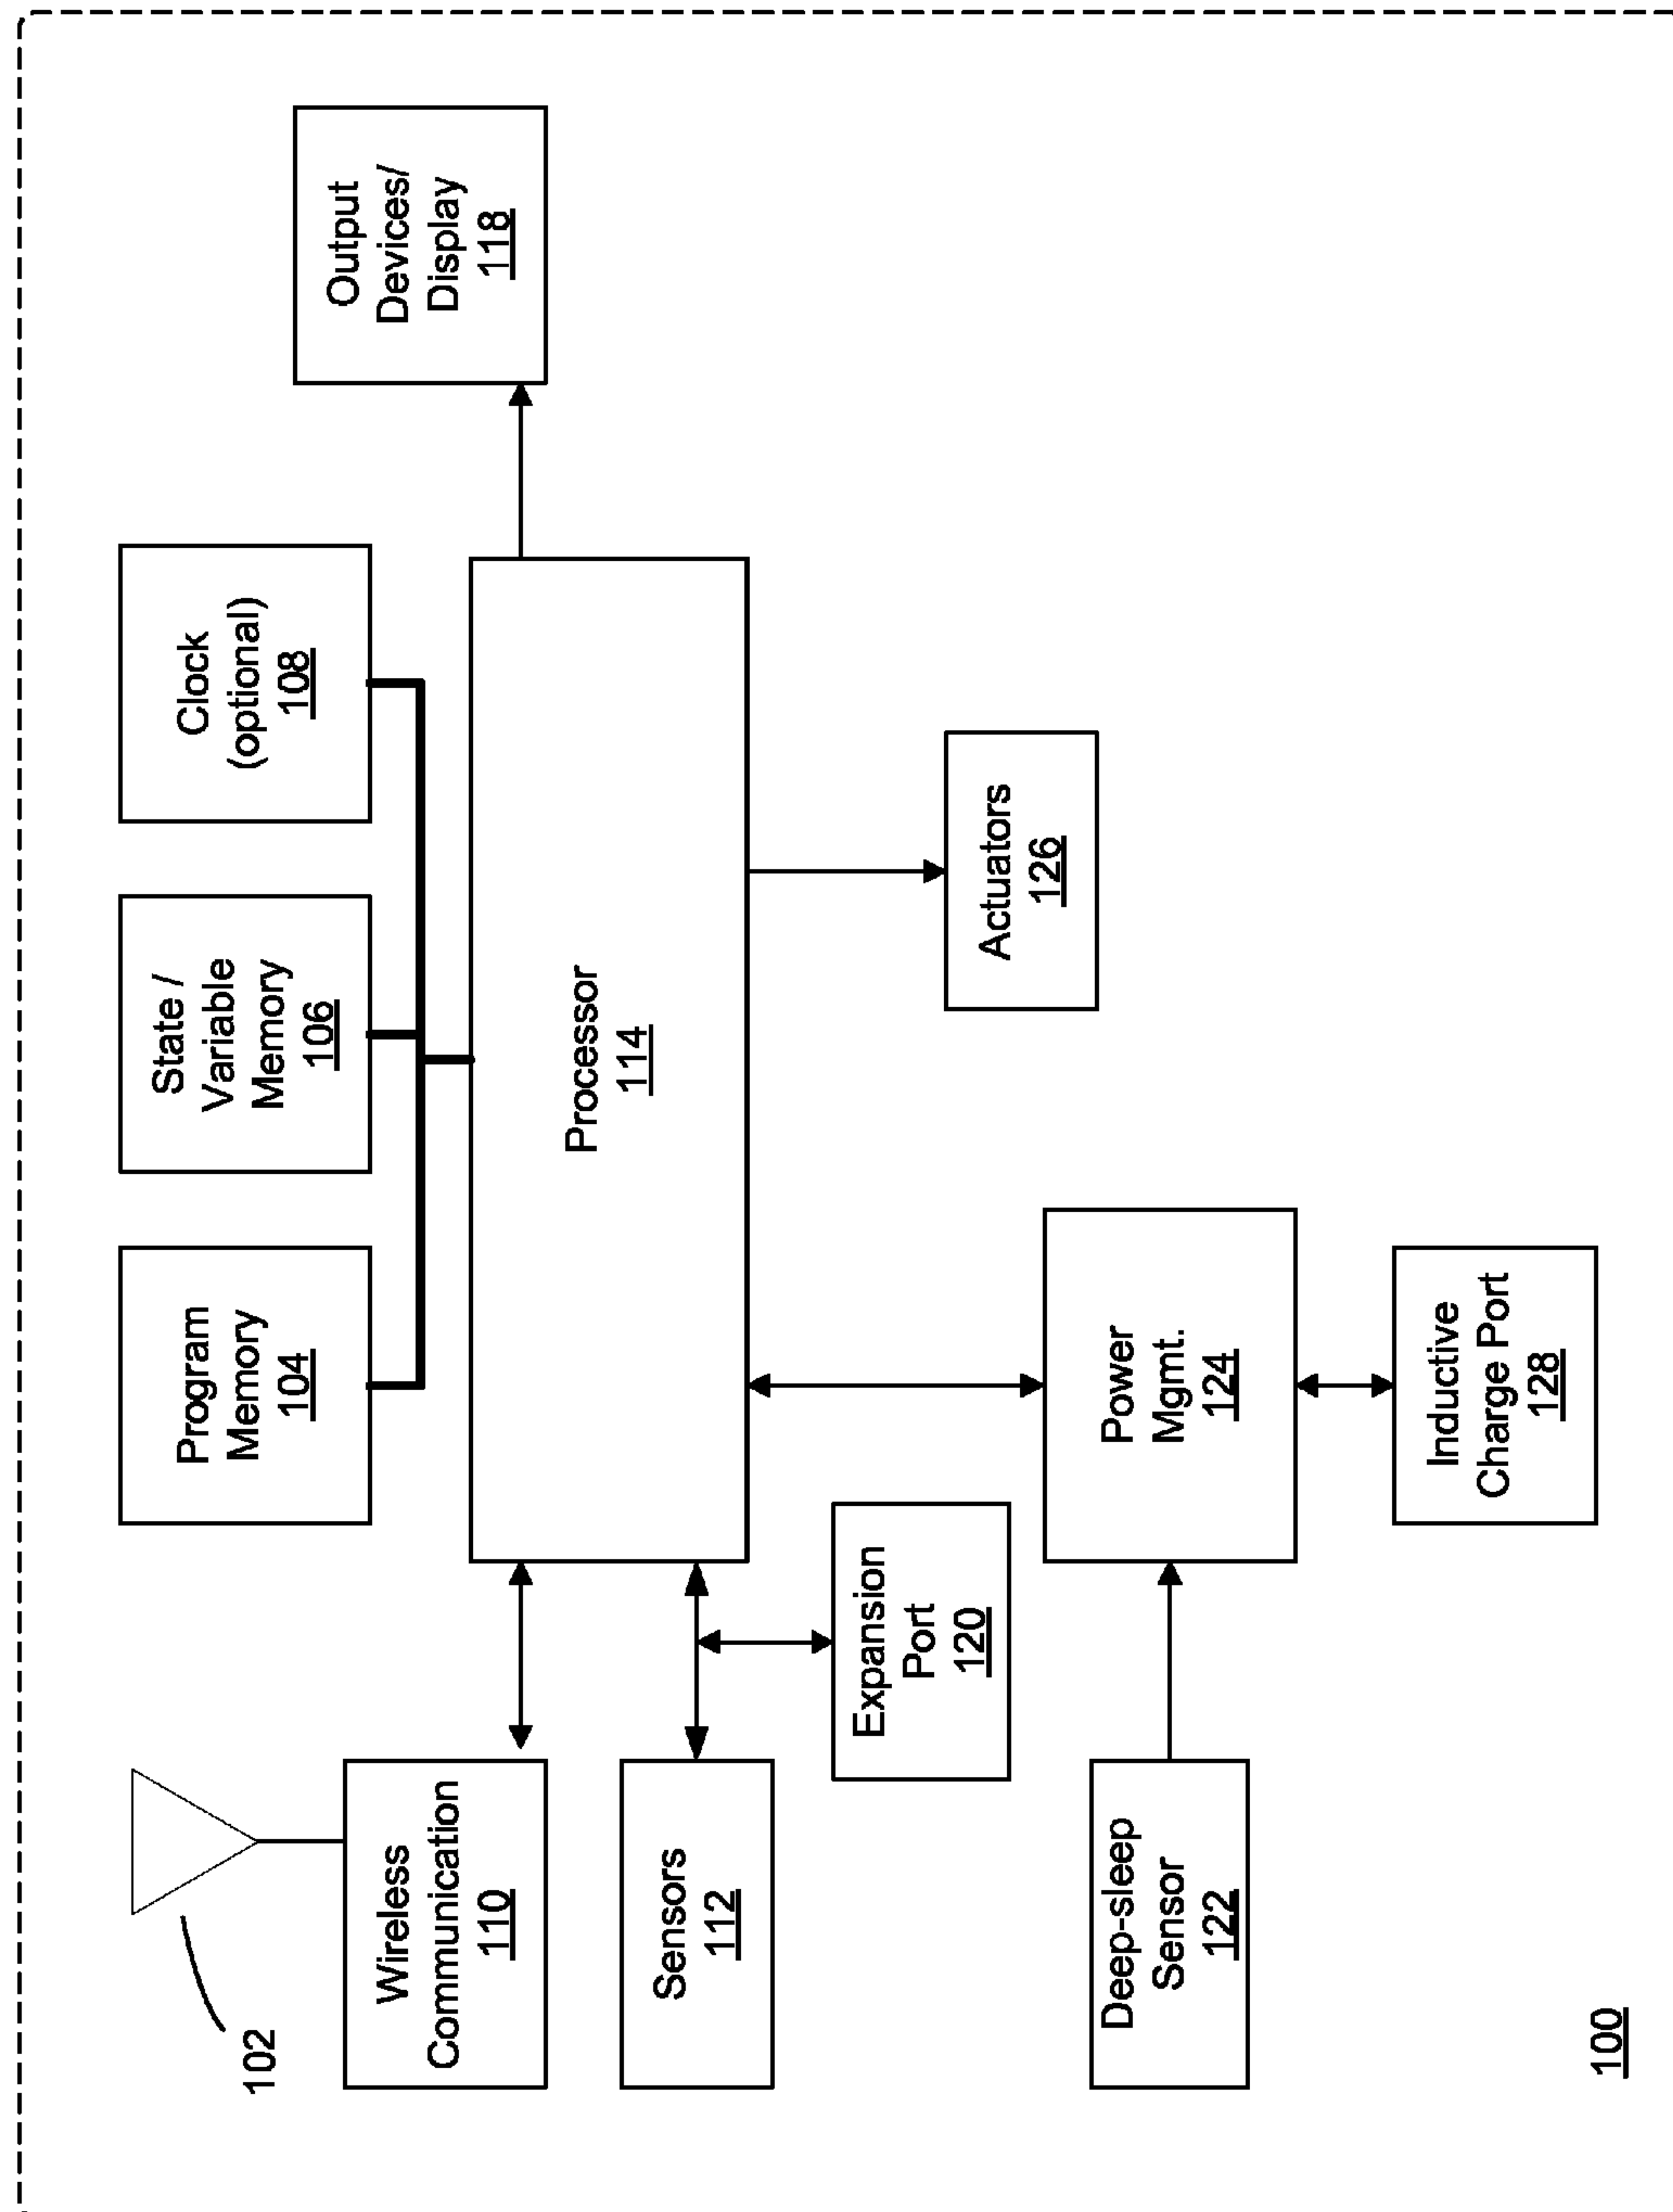 102
Program
Memory
104
State /
Variable
Memory
106
Clock
(optional)
108
Wireless
Communication
110
Output
Devices/
Display
118
Processor
114
Sensors
112
Expansion
Port
120
Actuators
126
Deep-sleep
Sensor
122
Power
Mgmt.
124
Inductive
Charge Port
128
100